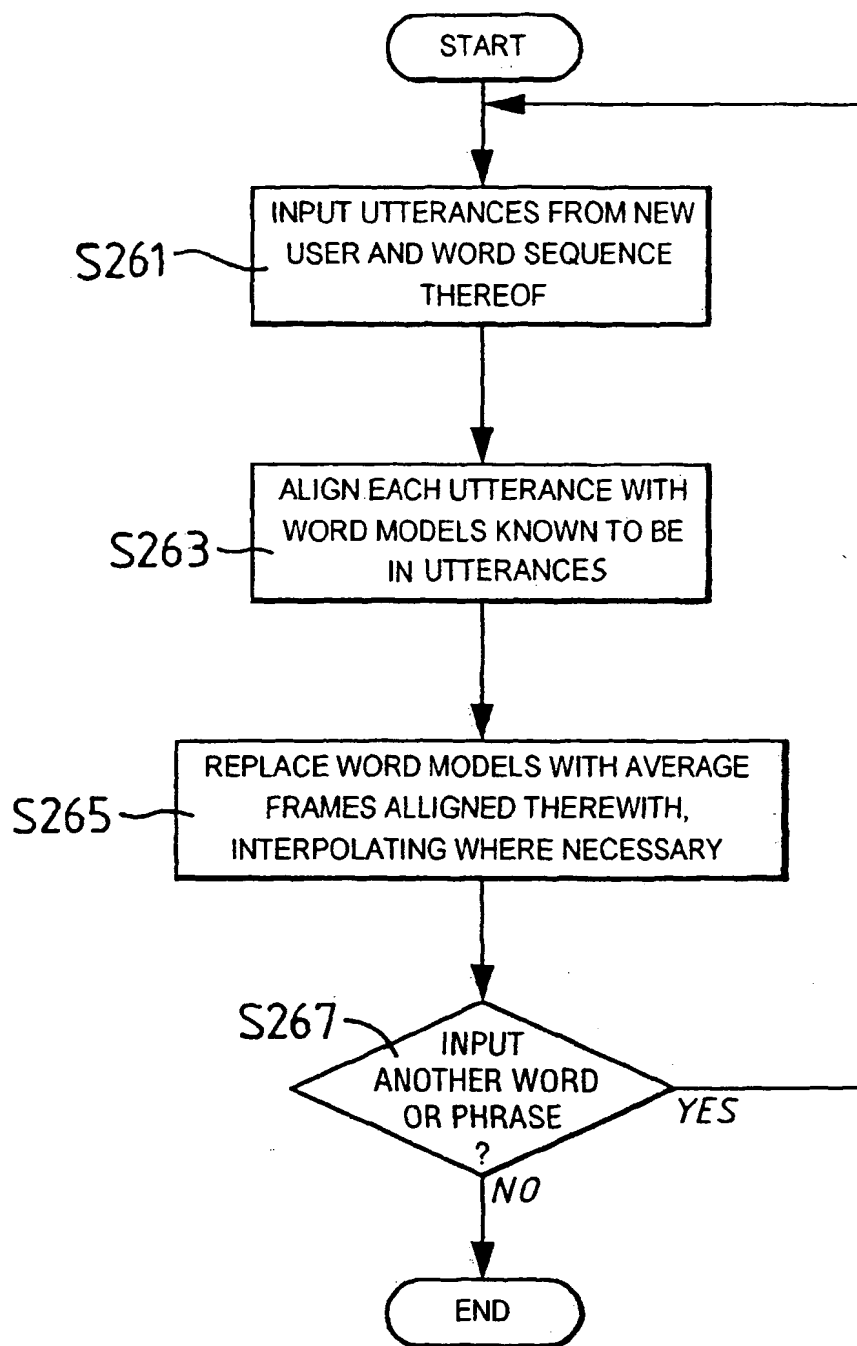 START
INPUT UTTERANCES FROM NEW
USER AND WORD SEQUENCE
THEREOF
S261
ALIGN EACH UTTERANCE WITH
WORD MODELS KNOWN TO BE
IN UTTERANCES
S263
REPLACE WORD MODELS WITH AVERAGE
FRAMES ALLIGNED THEREWITH,
INTERPOLATING WHERE NECESSARY
S265
S267
INPUT
ANOTHER WORD
OR PHRASE
?
YES
NO
END